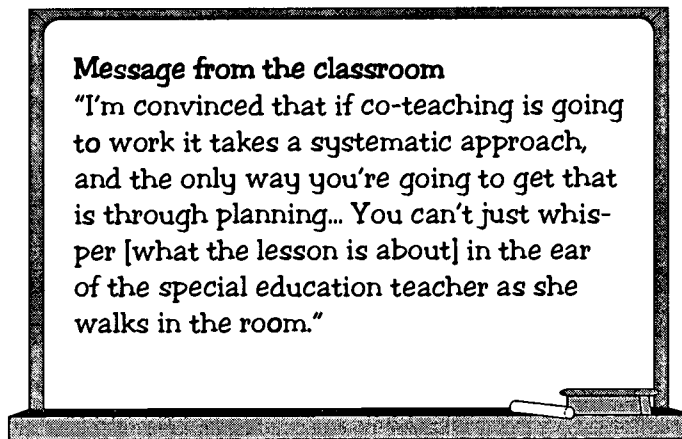 Message from the classroom
"I'm convinced that if co-teaching is going
to work it takes a systematic approach,
and the only way you're going to get that
is through planning... You can't just whis-
per [what the lesson is about] in the ear
of the special education teacher as she
walks in the room."